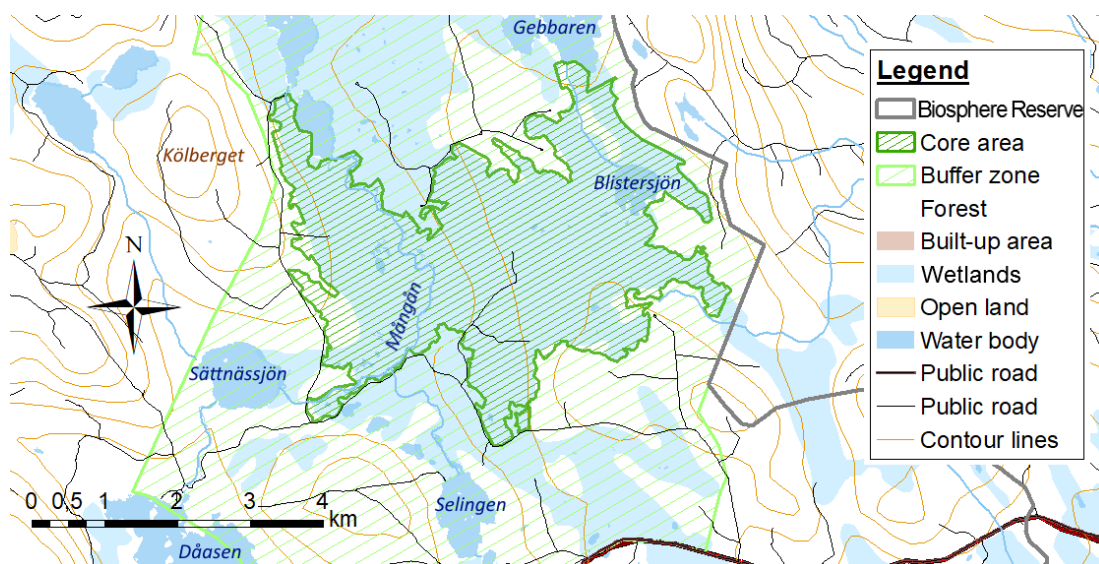 Gebbaren
Legend
Biosphere Reserve
Core area
Kölberget
Buffer zone
Blistersjön
Forest
Built-up area
N
Wetlands
Open land
Mångån
Water body
Sättnässjön
Public road
Public road
Contour lines
0 0,5 1 2 3 4
km
Selingen
Dåasen